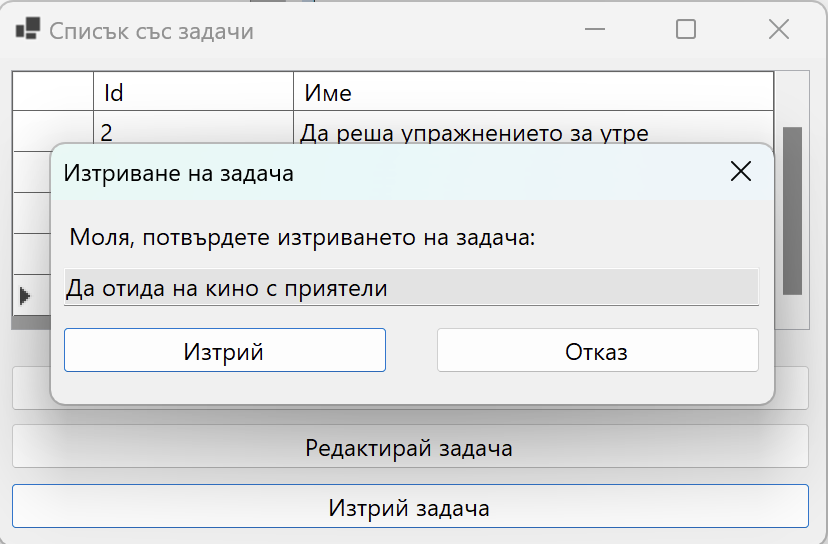 Списък със задачи
Id Име
2 Да реша упражнението за утре
Изтриване на задача
Моля, потвърдете изтриването на задача:
Да отида на кино с приятели
Изтрий Отказ
Редактирай задача
Изтрий задача